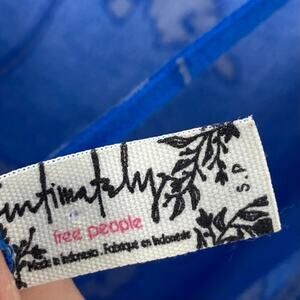 intimately
free people
Made in Indonesia. Fabriqué en Indonésie
S.P